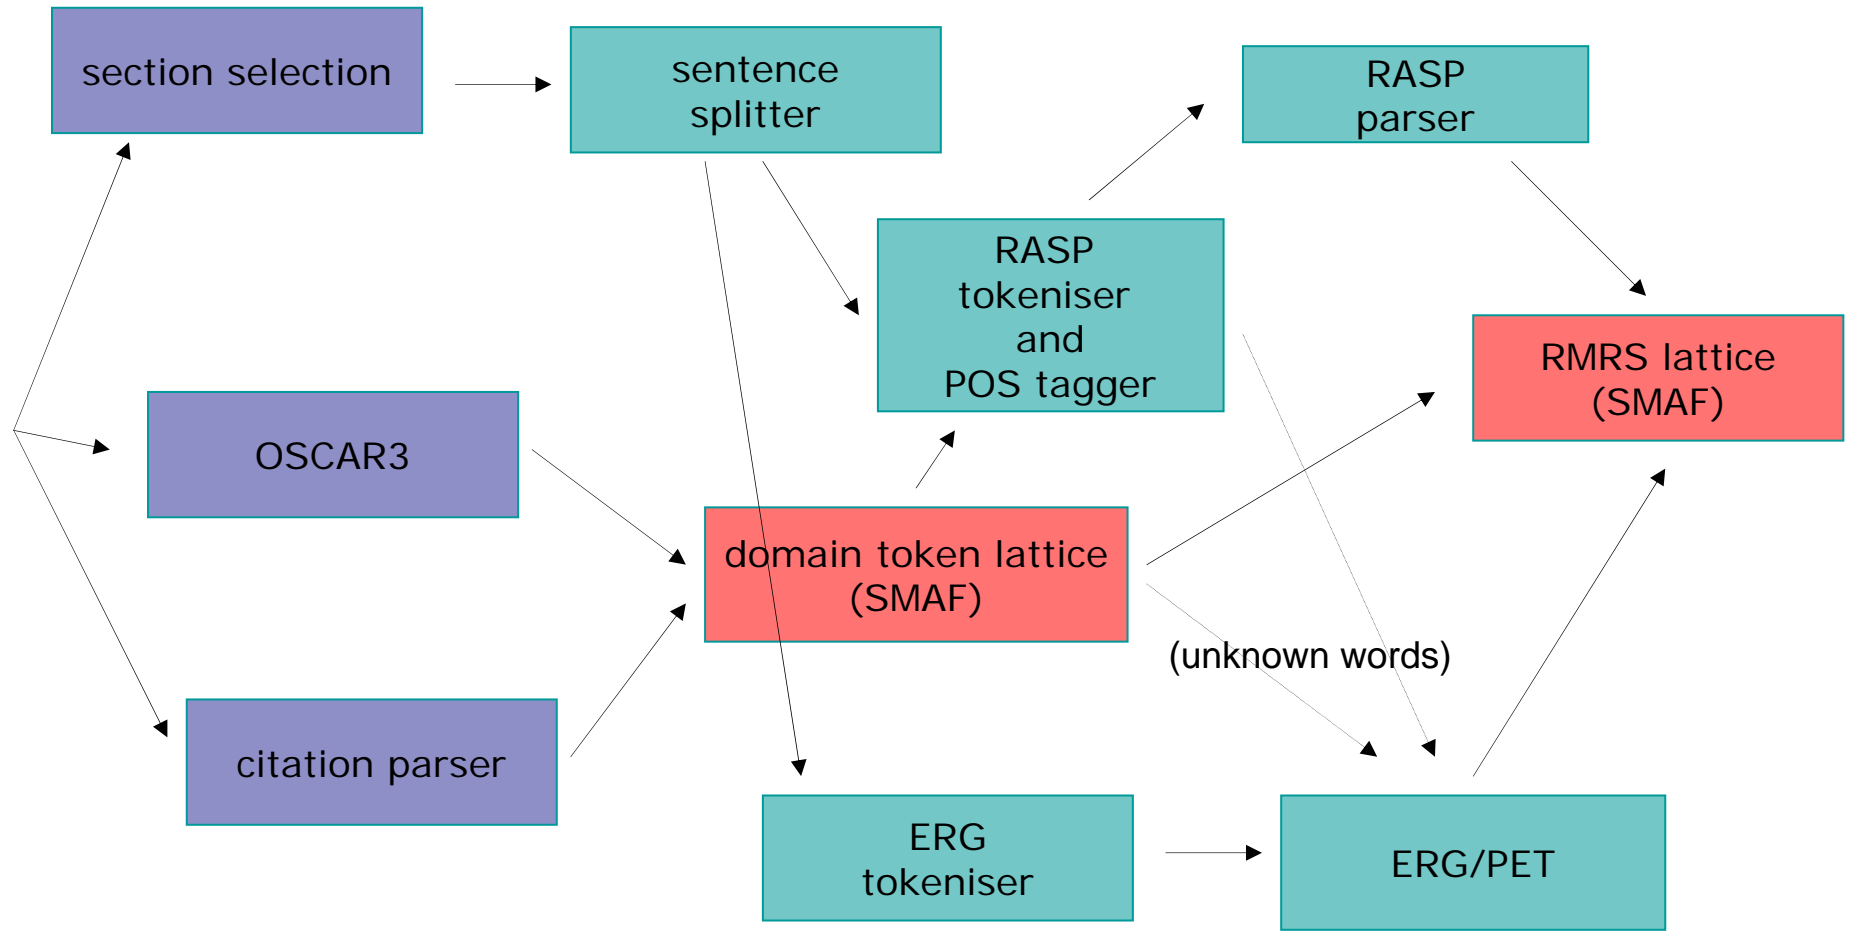 section selection
sentence
splitter
RASP
parser
RASP
tokeniser
and
POS tagger
RMRS lattice
(SMAF)
OSCAR3
domain token lattice
(SMAF)
(unknown words)
citation parser
ERG
tokeniser
ERG/PET